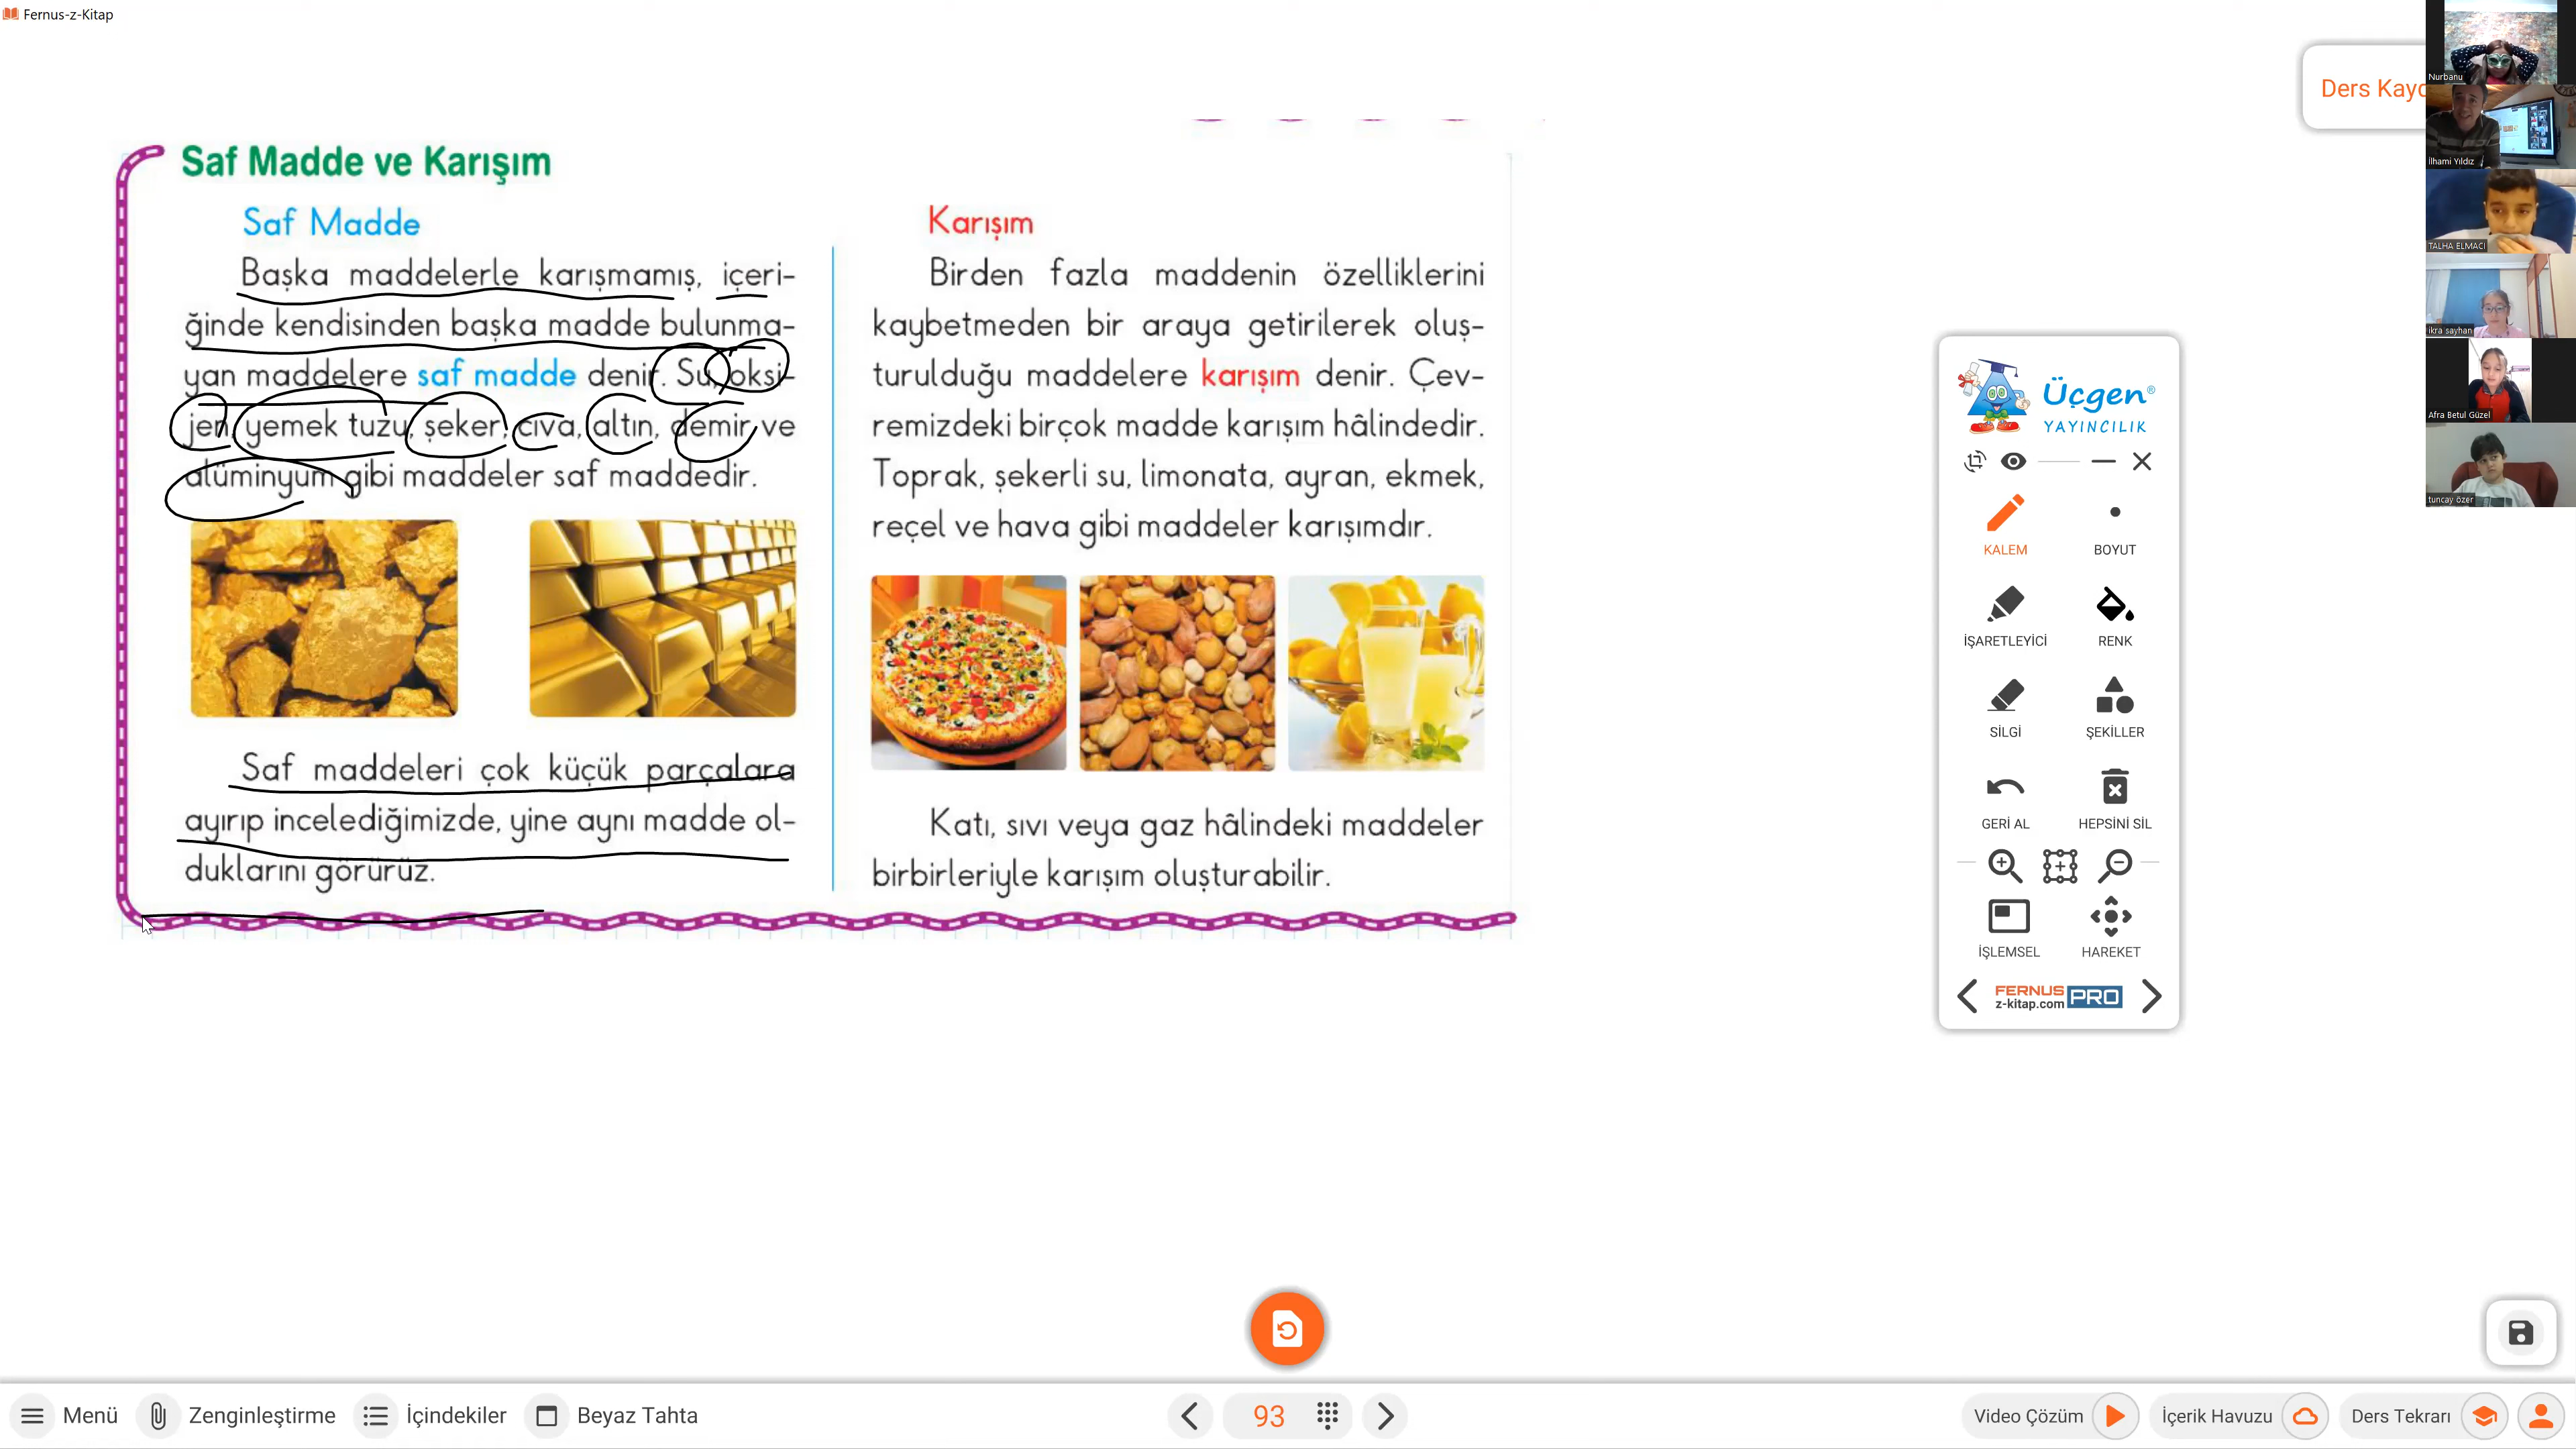 Fernus-z-Kitap
Ders Kayd
Nurbanu
İlhami Yıldız
TALHA ELMACI
ikra sayhan
Afra Betul Güzel
tuncay özer
Saf Madde ve Karışım
Saf Madde
Başka maddelerle karışmamış, içeri-
ğinde kendisinden başka madde bulunma-
yan maddelere saf madde denir. Su, oksi-
jen, yemek tuzu, şeker, cıva, altın, demir ve
alüminyum gibi maddeler saf maddedir.
Saf maddeleri çok küçük parçalara
ayırıp incelediğimizde, yine aynı madde ol-
duklarını görürüz.
Karışım
Birden fazla maddenin özelliklerini
kaybetmeden bir araya getirilerek oluş-
turulduğu maddelere karışım denir. Çev-
remizdeki birçok madde karışım hâlindedir.
Toprak, şekerli su, limonata, ayran, ekmek,
reçel ve hava gibi maddeler karışımdır.
Katı, sıvı veya gaz hâlindeki maddeler
birbirleriyle karışım oluşturabilir.
Üçgen®
YAYINCILIK
KALEM BOYUT
İŞARETLEYİCİ RENK
SİLGİ ŞEKİLLER
GERİ AL HEPSİNİ SİL
İŞLEMSEL HAREKET
FERNUS PRO
z-kitap.com
Menü Zenginleştirme İçindekiler Beyaz Tahta 93 Video Çözüm İçerik Havuzu Ders Tekrarı